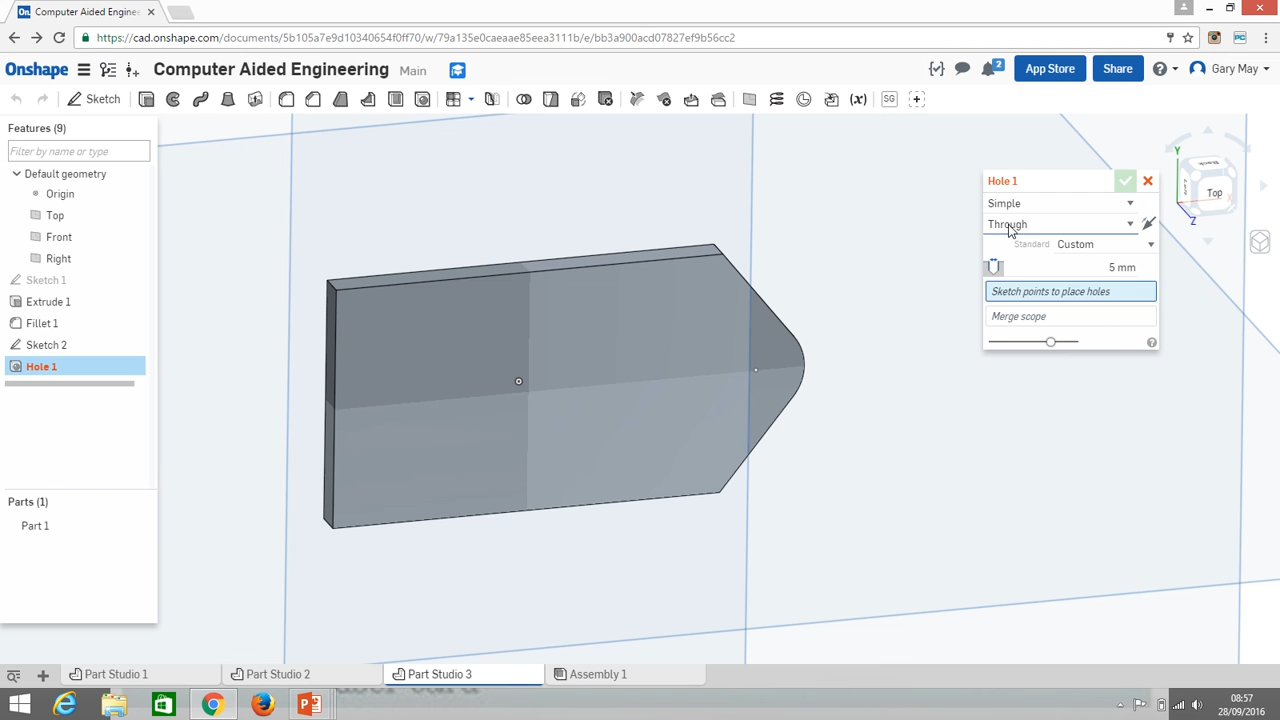 Computer Aided Enginee
https://cad.onshape.com/documents/5b105a7e9d10340654f0ff70/w/79a135e0caeaae85eea3111b/e/bb3a900acd07827ef9b56cc2
Onshape Computer Aided Engineering Main 2 App Store Share Gary May
Sketch (x) SG
Features (9)
Filter by name or type
Default geometry
Origin
Top
Front
Right
Sketch 1
Extrude 1
Fillet 1
Sketch 2
Hole 1
Parts (1)
Part 1
Hole 1
Simple
Through
Standard Custom
5 mm
Sketch points to place holes
Merge scope
Y
Top
X
Z
Part Studio 1 Part Studio 2 Part Studio 3 Assembly 1
08:57
28/09/2016